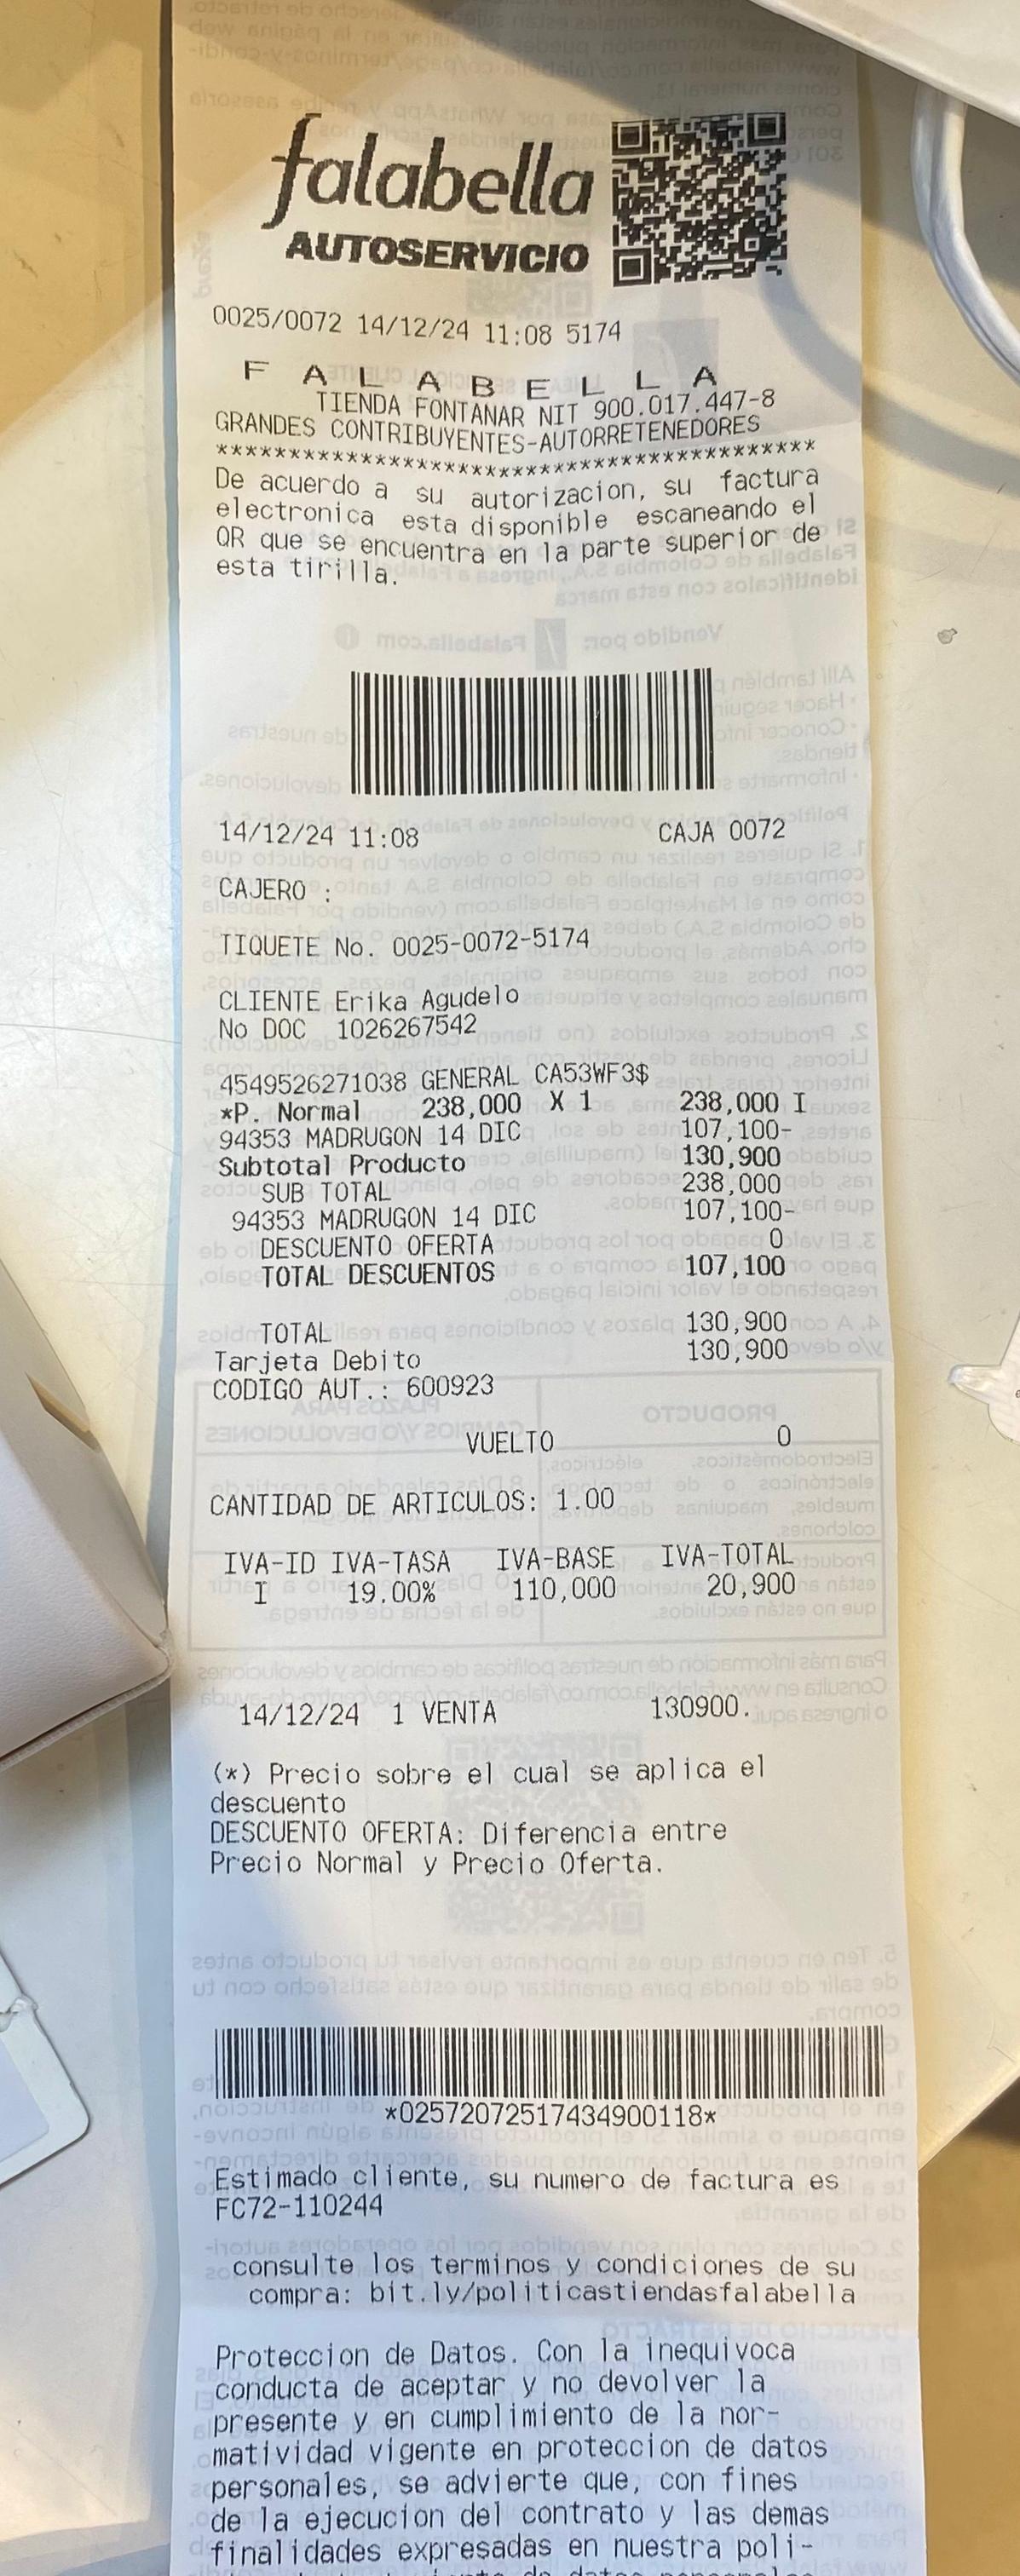 falabella
AUTOSERVICIO
0025/0072 14/12/24 11:08 5174
F A L A B E L L A
TIENDA FONTANAR NIT 900.017.447-8
GRANDES CONTRIBUYENTES-AUTORRETENEDORES
*****************************************
De acuerdo a su autorizacion, su factura
electronica esta disponible escaneando el
QR que se encuentra en la parte superior de
esta tirilla.
14/12/24 11:08 CAJA 0072
CAJERO :
TIQUETE No. 0025-0072-5174
CLIENTE Erika Agudelo
No DOC 1026267542
4549526271038 GENERAL CA53WF3$
*P. Normal 238,000 X 1 238,000 I
94353 MADRUGON 14 DIC 107,100-
Subtotal Producto 130,900
SUB TOTAL 238,000
94353 MADRUGON 14 DIC 107,100-
DESCUENTO OFERTA 0
TOTAL DESCUENTOS 107,100
TOTAL 130,900
Tarjeta Debito 130,900
CODIGO AUT.: 600923
VUELTO 0
CANTIDAD DE ARTICULOS: 1.00
IVA-ID IVA-TASA IVA-BASE IVA-TOTAL
I 19.00% 110,000 20,900
14/12/24 1 VENTA 130900.
(*) Precio sobre el cual se aplica el
descuento
DESCUENTO OFERTA: Diferencia entre
Precio Normal y Precio Oferta.
*02572072517434900118*
Estimado cliente, su numero de factura es
FC72-110244
consulte los terminos y condiciones de su
compra: bit.ly/politicastiendasfalabella
Proteccion de Datos. Con la inequivoca
conducta de aceptar y no devolver la
presente y en cumplimiento de la nor-
matividad vigente en proteccion de datos
personales, se advierte que, con fines
de la ejecucion del contrato y las demas
finalidades expresadas en nuestra poli-